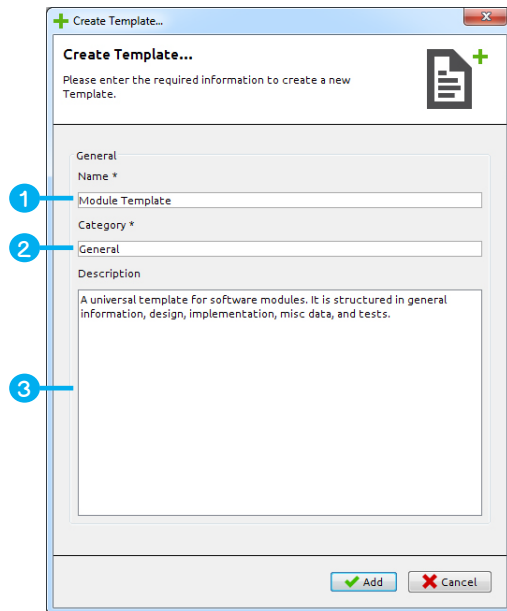 Create Template...
x
Create Template...
Please enter the required information to create a new
Template.
General
Name *
1
Module Template
Category *
2
General
Description
A universal template for software modules. It is structured in general
information, design, implementation, misc data, and tests.
3
Add
Cancel